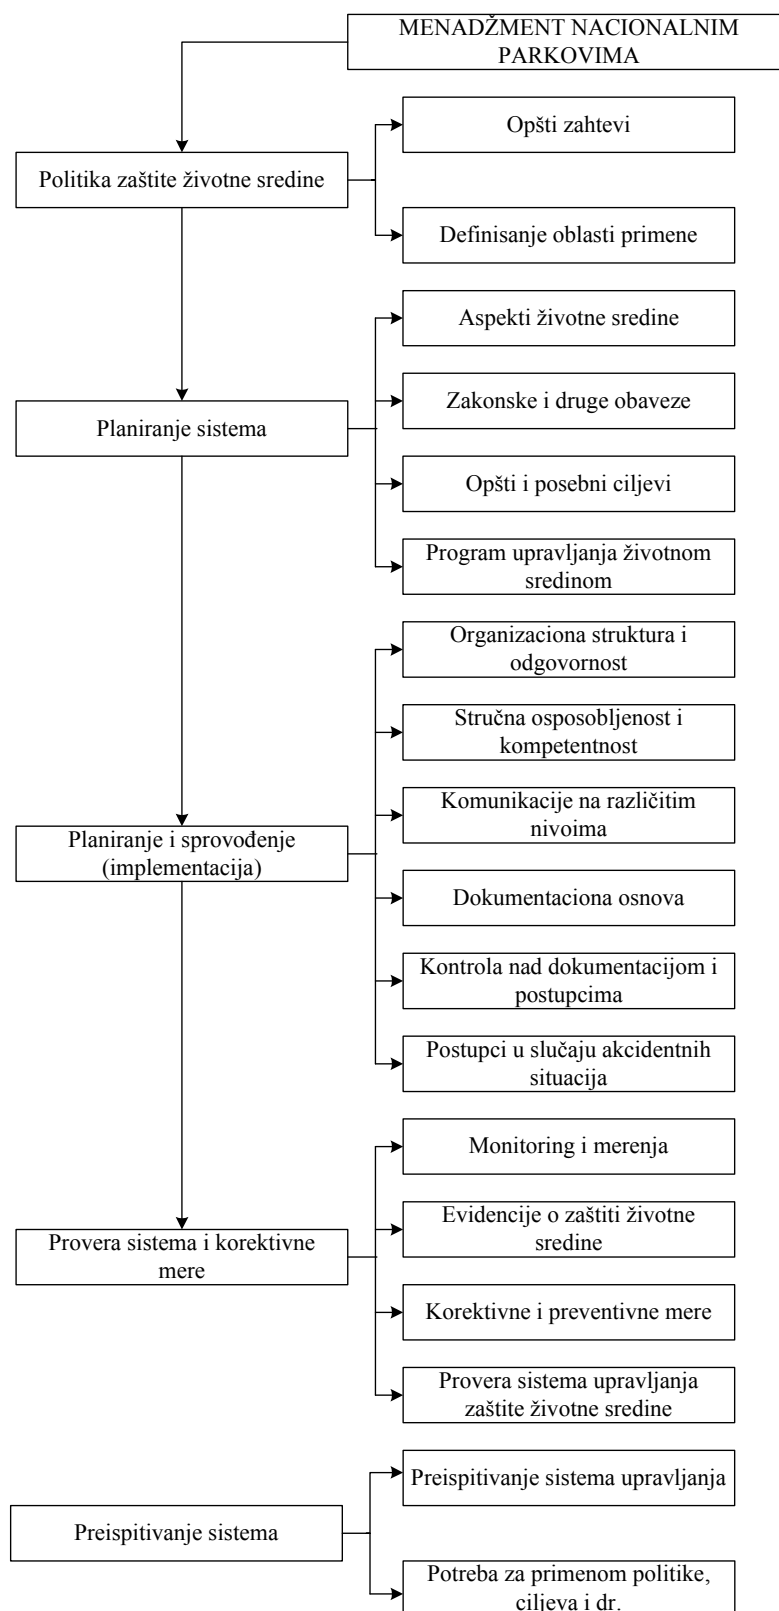 MENADŽMENT NACIONALNIM
PARKOVIMA
Opšti zahtevi
Politika zaštite životne sredine
Definisanje oblasti primene
Aspekti životne sredine
Zakonske i druge obaveze
Planiranje sistema
Opšti i posebni ciljevi
Program upravljanja životnom
sredinom
Organizaciona struktura i
odgovornost
Stručna osposobljenost i
kompetentnost
Komunikacije na različitim
nivoima
Planiranje i sprovođenje
(implementacija)
Dokumentaciona osnova
Kontrola nad dokumentacijom i
postupcima
Postupci u slučaju akcidentnih
situacija
Monitoring i merenja
Evidencije o zaštiti životne
sredine
Provera sistema i korektivne
mere
Korektivne i preventivne mere
Provera sistema upravljanja
zaštite životne sredine
Preispitivanje sistema upravljanja
Preispitivanje sistema
Potreba za primenom politike,
ciljeva i dr.